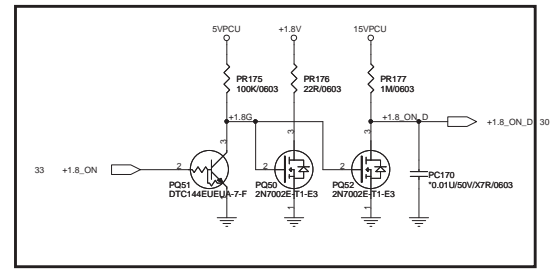 5VPCU +1.8V 15VPCU
PR175
100K/0603
PR176
22R/0603
PR177
1M/0603
+1.8G
+1.8_ON_D
+1.8_ON_D 30
3
3
3
33 +1.8_ON
2
2
2
PQ51
DTC144EUEUA-7-F
PQ50
2N7002E-T1-E3
PQ52
2N7002E-T1-E3
PC170
*0.01U/50V/X7R/0603
1
1